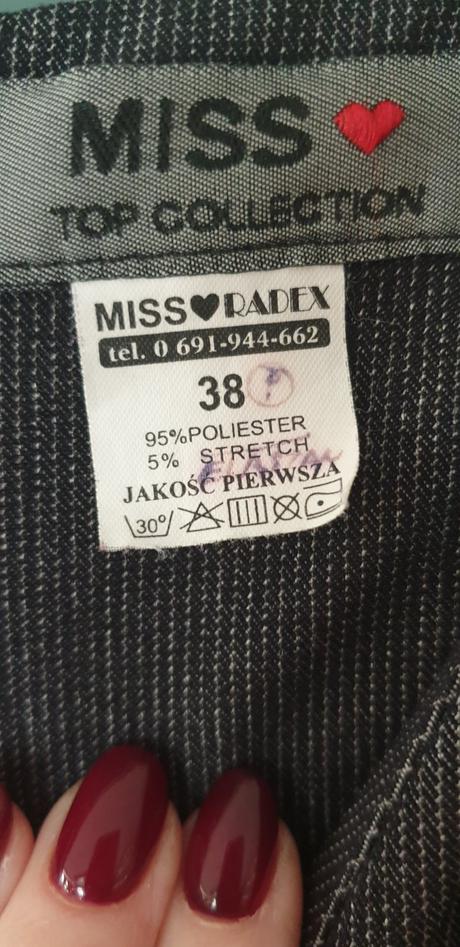 MISS
TOP COLLECTION
MISS♥RADEX
tel. 0 691-944-662
38
95%POLIESTER
5% STRETCH
JAKOŚĆ PIERWSZA
30°